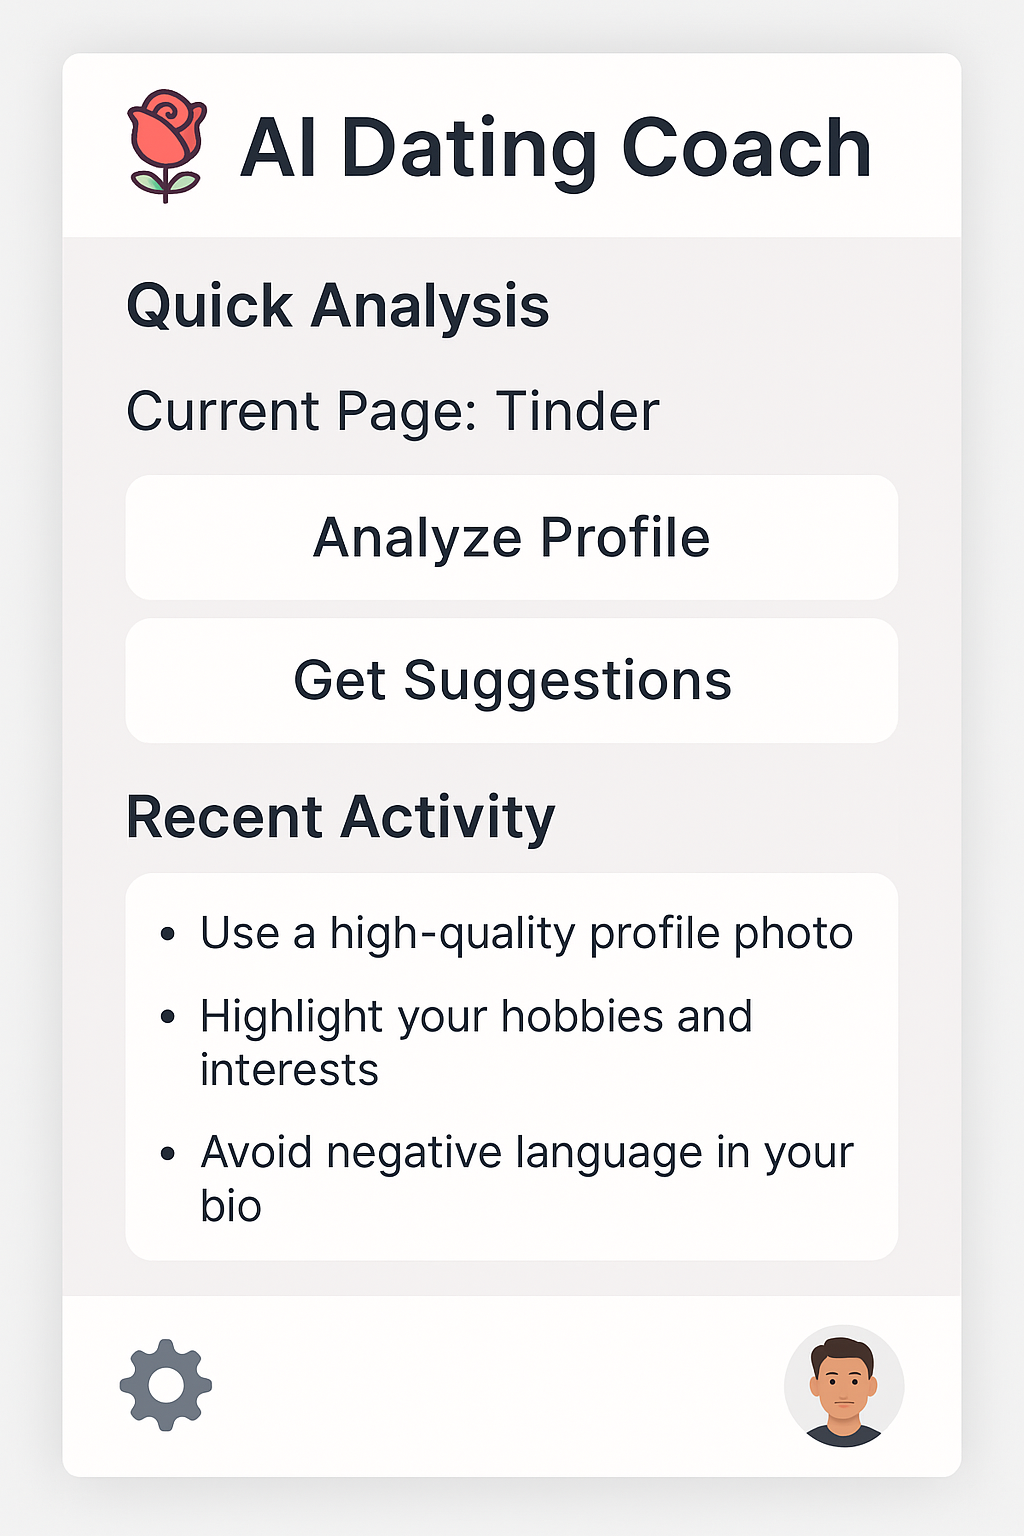 AI Dating Coach
Quick Analysis
Current Page: Tinder
Analyze Profile
Get Suggestions
Recent Activity
• Use a high-quality profile photo
• Highlight your hobbies and
interests
• Avoid negative language in your
bio